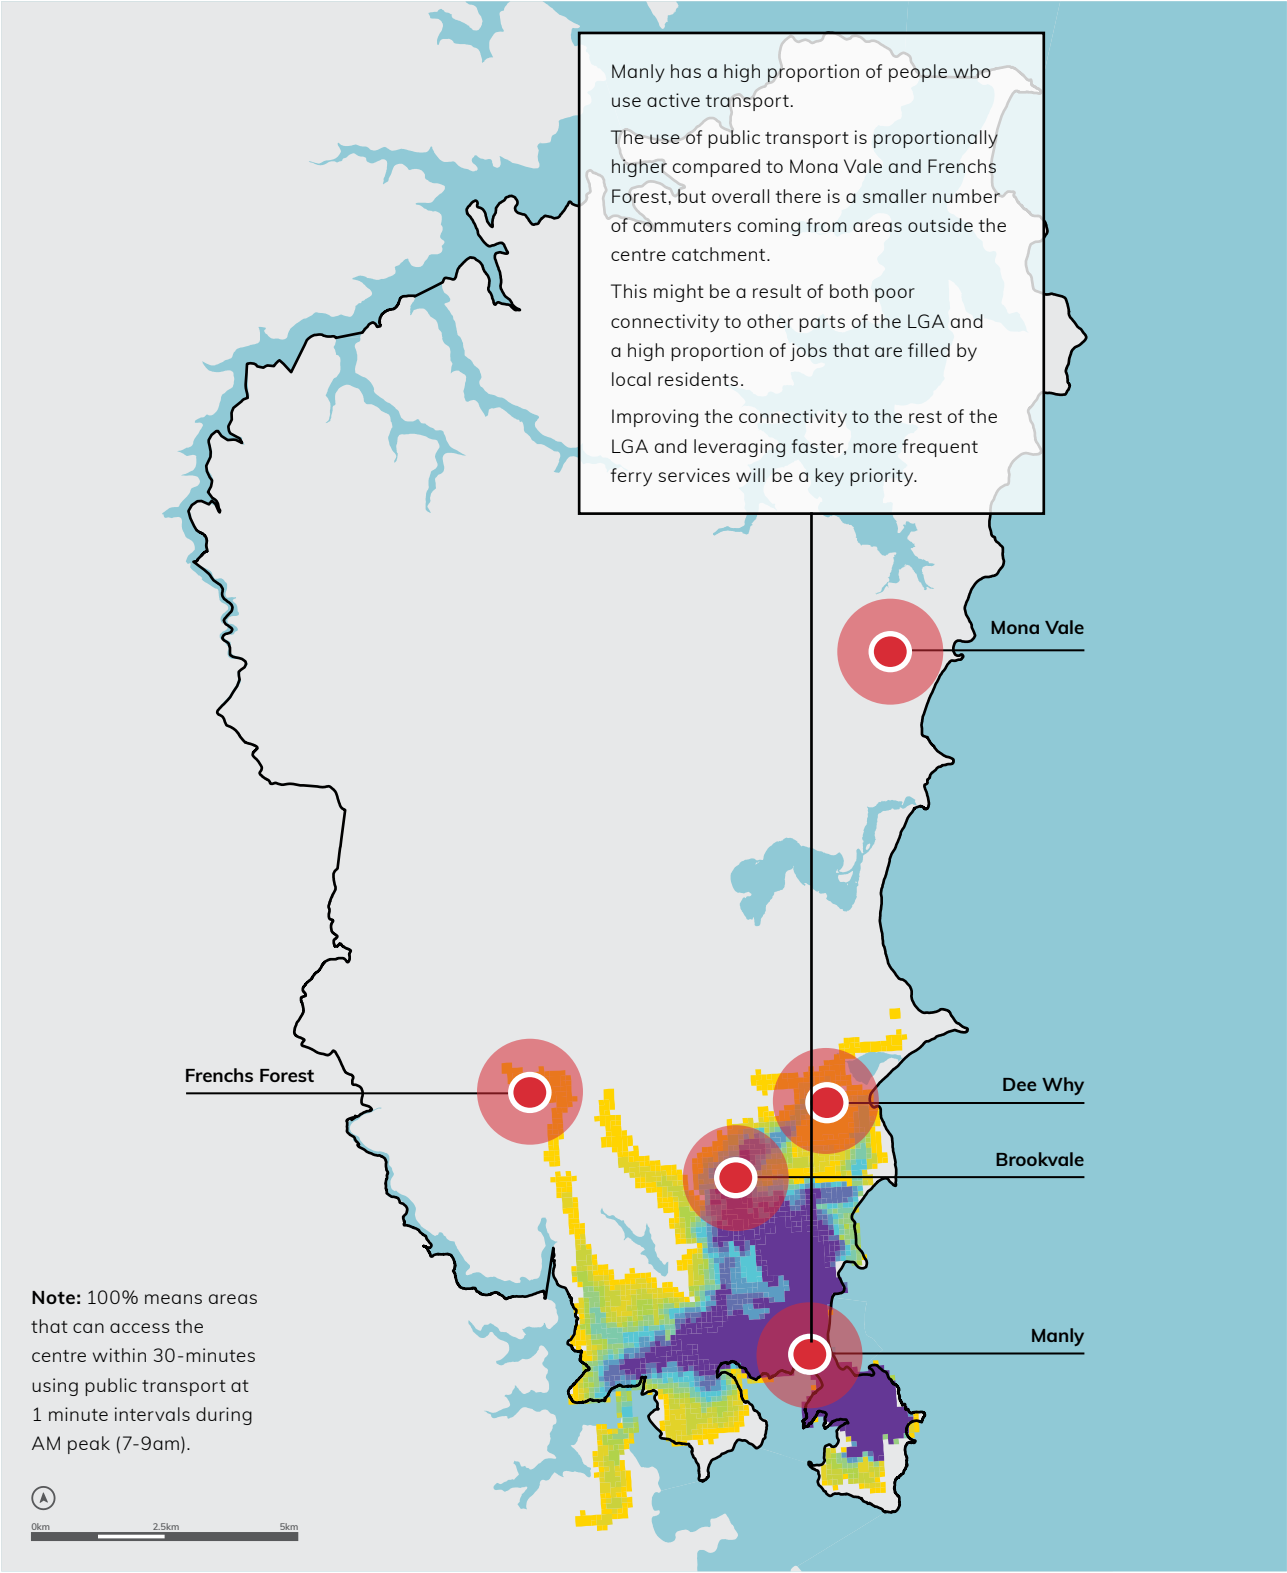 Manly has a high proportion of people who
use active transport.
The use of public transport is proportionally
higher compared to Mona Vale and Frenchs
Forest, but overall there is a smaller number
of commuters coming from areas outside the
centre catchment.
This might be a result of both poor
connectivity to other parts of the LGA and
a high proportion of jobs that are filled by
local residents.
Improving the connectivity to the rest of the
LGA and leveraging faster, more frequent
ferry services will be a key priority.
Mona Vale
Frenchs Forest
Dee Why
Brookvale
Manly
Note: 100% means areas
that can access the
centre within 30-minutes
using public transport at
1 minute intervals during
AM peak (7-9am).
0km 2.5km 5km